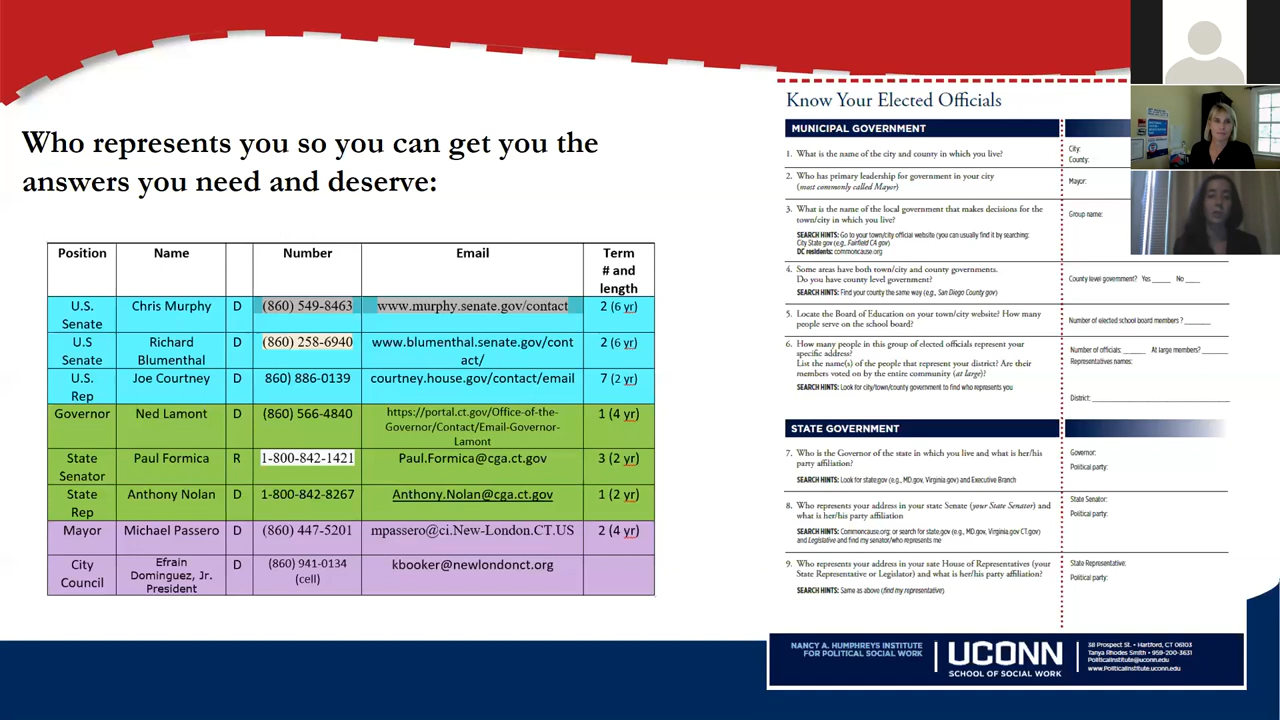 Who represents you so you can get you the
answers you need and deserve:
Position Name Number Email Term
# and
length
U.S. Chris Murphy D (860) 549-8463 www.murphy.senate.gov/contact 2 (6 yr)
Senate
U.S Richard D (860) 258-6940 www.blumenthal.senate.gov/cont 2 (6 yr)
Senate Blumenthal act/
U.S. Joe Courtney D 860) 886-0139 courtney.house.gov/contact/email 7 (2 yr)
Rep
Governor Ned Lamont D (860) 566-4840 https://portal.ct.gov/Office-of-the- 1 (4 yr)
Governor/Contact/Email-Governor-
Lamont
State Paul Formica R 1-800-842-1421 Paul.Formica@cga.ct.gov 3 (2 yr)
Senator
State Anthony Nolan D 1-800-842-8267 Anthony.Nolan@cga.ct.gov 1 (2 yr)
Rep
Mayor Michael Passero D (860) 447-5201 mpassero@ci.New-London.CT.US 2 (4 yr)
City Efrain D (860) 941-0134 kbooker@newlondonct.org
Council Dominguez, Jr. (cell)
President
Know Your Elected Officials
MUNICIPAL GOVERNMENT
1. What is the name of the city and county in which you live? City:
County:
2. Who has primary leadership for government in your city Mayor:
(most commonly called Mayor)
3. What is the name of the local government that makes decisions for the Group name:
town/city in which you live?
SEARCH HINTS: Go to your town/city official website (you can usually find it by searching:
City State gov (e.g., Fairfield CA gov)
DC residents: commoncause.org
4. Some areas have both town/city and county governments. County level government? Yes _____ No ___
Do you have county level government?
SEARCH HINTS: Find your county the same way (e.g., San Diego County gov)
5. Locate the Board of Education on your town/city website? How many Number of elected school board members ? _______
people serve on the school board?
6. How many people in this group of elected officials represent your Number of officials: _____ At large members? _______
specific address? Representatives names:
List the name(s) of the people that represent your district? Are their
members voted on by the entire community (at large)?
SEARCH HINTS: Look for city/town/county government to find who represents you
District: ____________________
STATE GOVERNMENT
7. Who is the Governor of the state in which you live and what is her/his Governor:
party affiliation? Political party:
SEARCH HINTS: Look for state.gov (e.g., MD.gov, Virginia.gov) and Executive Branch
8. Who represents your address in your state Senate (your State Senator) and State Senator:
what is her/his party affiliation Political party:
SEARCH HINTS: Commoncause.org; or search for state.gov (e.g., MD.gov, Virginia.gov CT.gov)
and Legislative and find my senator/who represents me
9. Who represents your address in your sate House of Representatives (your State Representative:
State Representative or Legislator) and what is her/his party affiliation? Political party:
SEARCH HINTS: Same as above (find my representative)
NANCY A. HUMPHREYS INSTITUTE
FOR POLITICAL SOCIAL WORK
UCONN
SCHOOL OF SOCIAL WORK
38 Prospect St. • Hartford, CT 06103
Tanya Rhodes Smith • 959-200-3631
PoliticalInstitute@uconn.edu
www.PoliticalInstitute.uconn.edu